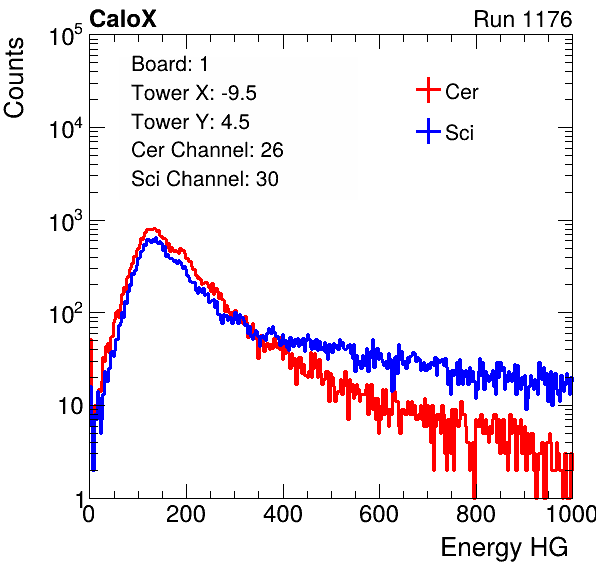 CaloX Run 1176
Counts
10^5
10^4
10^3
10^2
10
1
Board: 1
Tower X: -9.5
Tower Y: 4.5
Cer Channel: 26
Sci Channel: 30
Cer
Sci
0 200 400 600 800 1000
Energy HG